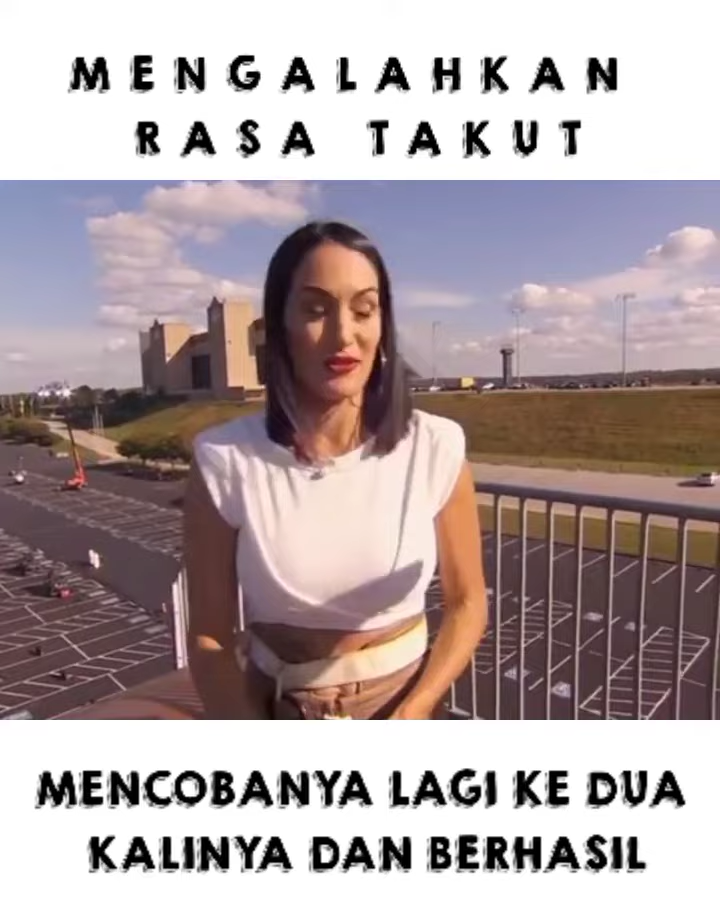 MENGALAHKAN
RASA TAKUT
MENCOBANYA LAGI KE DUA
KALINYA DAN BERHASIL